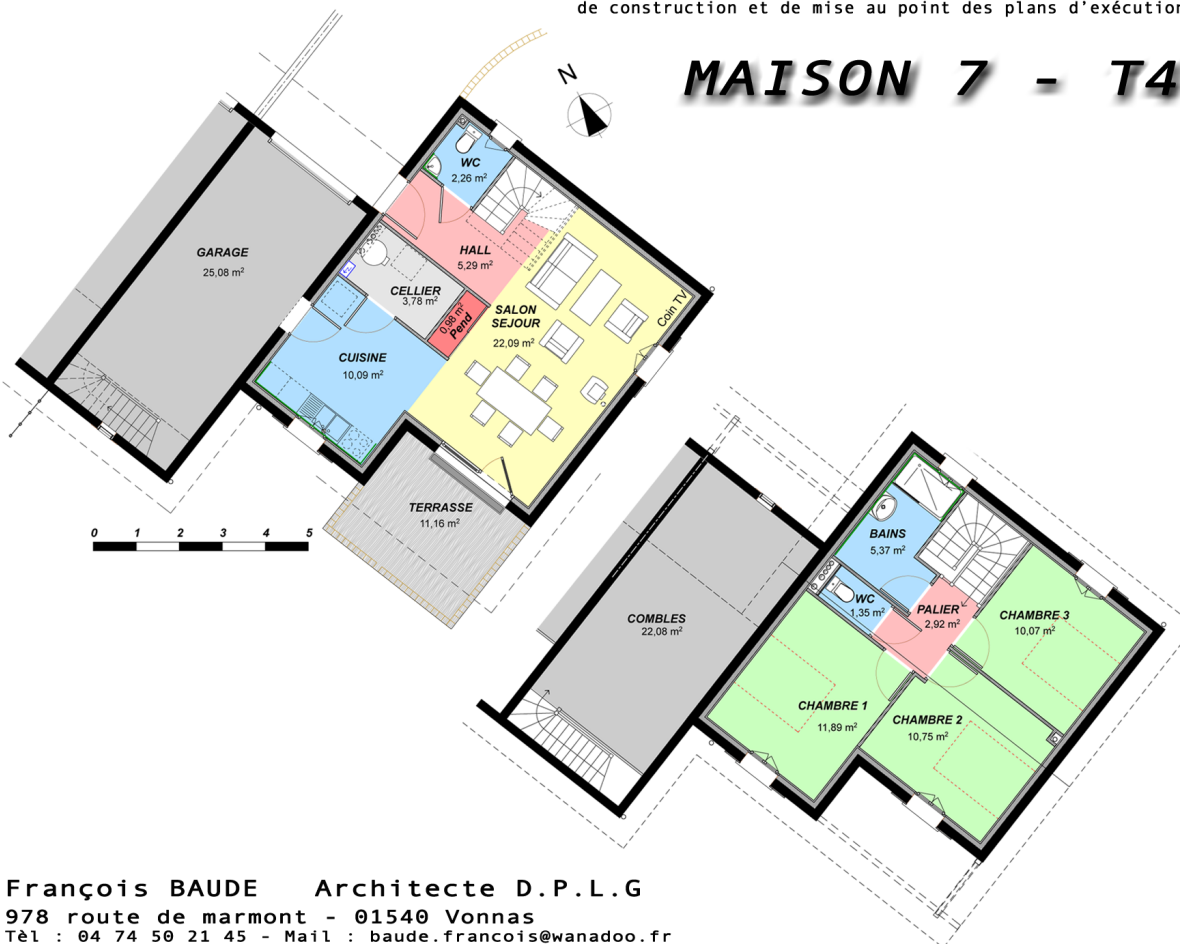 de construction et de mise au point des plans d'exécution
MAISON 7 - T4
N
WC
2,26 m²
GARAGE
25,08 m²
HALL
5,29 m²
CELLIER
3,78 m²
0,98 m²
Pend
SALON
SEJOUR
22,09 m²
Coin TV
CUISINE
10,09 m²
TERRASSE
11,16 m²
0 1 2 3 4 5
BAINS
5,37 m²
WC
1,35 m²
PALIER
2,92 m²
CHAMBRE 3
10,07 m²
COMBLES
22,08 m²
CHAMBRE 1
11,89 m²
CHAMBRE 2
10,75 m²
François BAUDE Architecte D.P.L.G
978 route de marmont - 01540 Vonnas
Tèl : 04 74 50 21 45 - Mail : baude.francois@wanadoo.fr